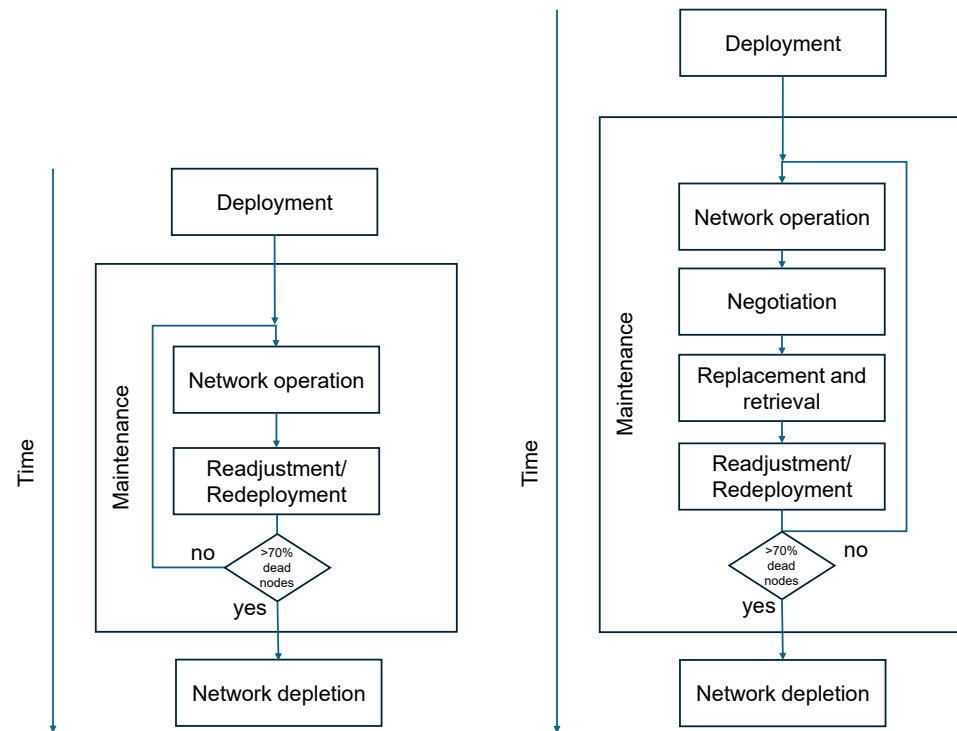 Time
Deployment
Maintenance
Network operation
Readjustment/
Redeployment
no
>70%
dead
nodes
yes
Network depletion
Time
Deployment
Maintenance
Network operation
Negotiation
Replacement and
retrieval
Readjustment/
Redeployment
>70%
dead
nodes
no
yes
Network depletion